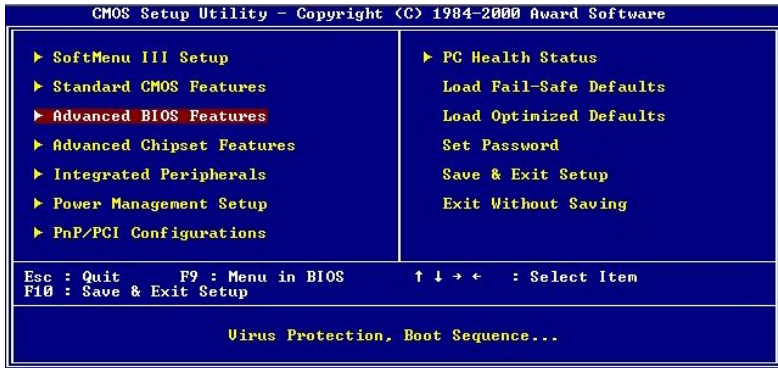 CMOS Setup Utility - Copyright (C) 1984-2000 Award Software
▶ SoftMenu III Setup
▶ Standard CMOS Features
▶ Advanced BIOS Features
▶ Advanced Chipset Features
▶ Integrated Peripherals
▶ Power Management Setup
▶ PnP/PCI Configurations
▶ PC Health Status
Load Fail-Safe Defaults
Load Optimized Defaults
Set Password
Save & Exit Setup
Exit Without Saving
Esc : Quit F9 : Menu in BIOS ↑ ↓ → ← : Select Item
F10 : Save & Exit Setup
Virus Protection, Boot Sequence...